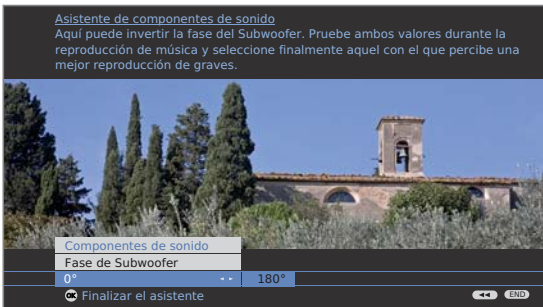 Asistente de componentes de sonido
Aquí puede invertir la fase del Subwoofer. Pruebe ambos valores durante la
reproducción de música y seleccione finalmente aquel con el que percibe una
mejor reproducción de graves.
Componentes de sonido
Fase de Subwoofer
0° 180°
OK Finalizar el asistente END